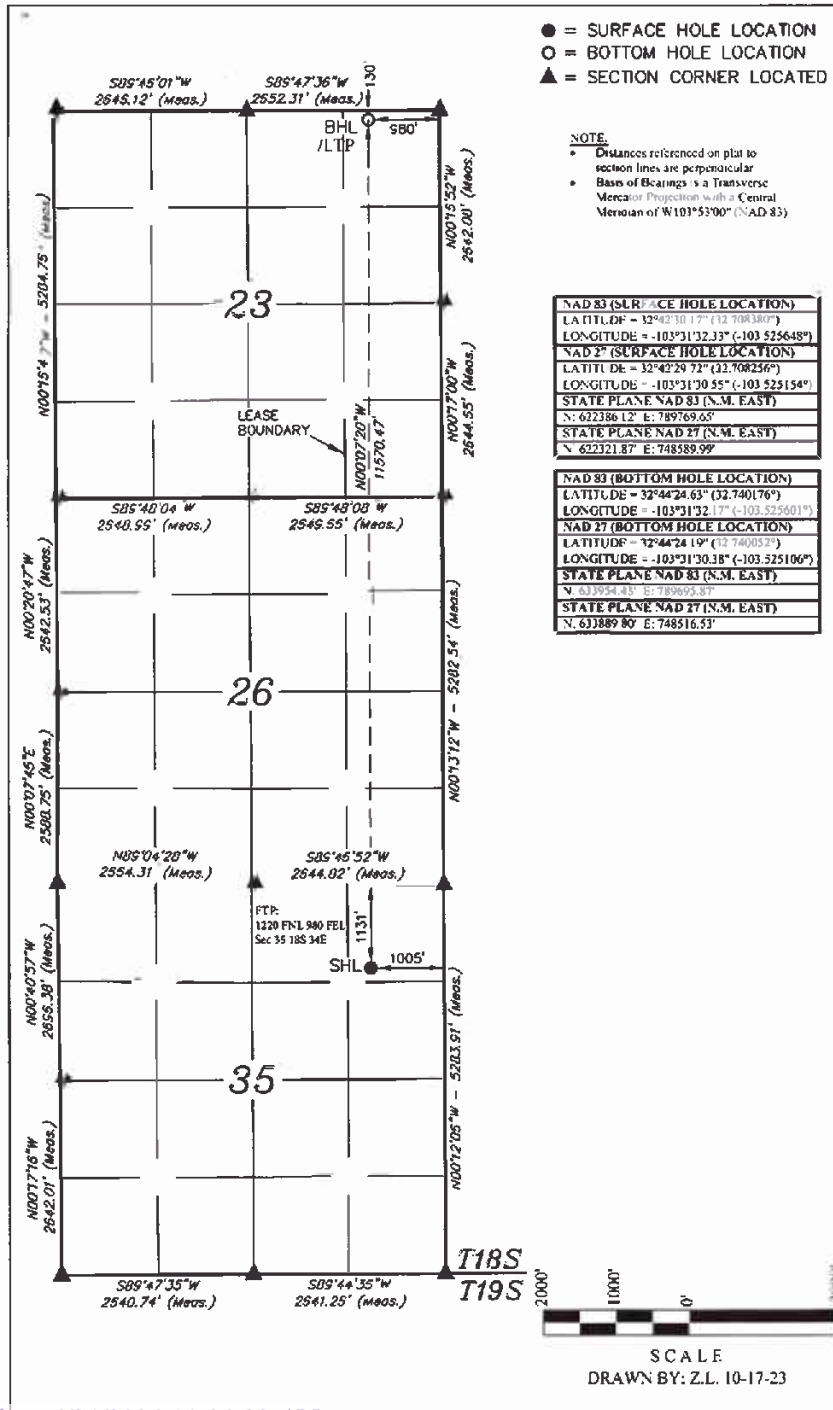 ● = SURFACE HOLE LOCATION
○ = BOTTOM HOLE LOCATION
▲ = SECTION CORNER LOCATED
S89°45'01"W
2645.12' (Meas.)
S89°47'36"W
2652.31' (Meas.)
130'
BHL
/LTP
980'
NOTE:
• Distances referenced on plat to
section lines are perpendicular
• Basis of Bearings is a Transverse
Mercator Projection with a Central
Meridian of W103°53'00" (NAD 83)
5284.75' (Meas.)
N00°15'52"W
2642.08' (Meas.)
23
N00°17'00"W
2644.55' (Meas.)
LEASE
BOUNDARY
N00°07'20"W
11570.47'
NAD 83 (SURFACE HOLE LOCATION)
LATITUDE = 32°42'30.17" (32.708380°)
LONGITUDE = -103°31'32.33" (-103.525648°)
NAD 27 (SURFACE HOLE LOCATION)
LATITUDE = 32°42'29.72" (32.708256°)
LONGITUDE = -103°31'30.55" (-103.525154°)
STATE PLANE NAD 83 (N.M. EAST)
N: 622386.12' E: 789769.65'
STATE PLANE NAD 27 (N.M. EAST)
N: 622321.87' E: 748589.99'
NAD 83 (BOTTOM HOLE LOCATION)
LATITUDE = 32°44'24.63" (32.740176°)
LONGITUDE = -103°31'32.17" (-103.525601°)
NAD 27 (BOTTOM HOLE LOCATION)
LATITUDE = 32°44'24.19" (32.740052°)
LONGITUDE = -103°31'30.38" (-103.525106°)
STATE PLANE NAD 83 (N.M. EAST)
N: 633954.43' E: 789695.87'
STATE PLANE NAD 27 (N.M. EAST)
N: 633889.80' E: 748516.53'
S89°48'04"W
2648.99' (Meas.)
S89°48'08"W
2649.55' (Meas.)
N00°20'47"W
2642.53' (Meas.)
26
N00°13'12"W - 5282.54' (Meas.)
N00°07'45"E
2688.75' (Meas.)
N89°04'28"W
2554.31' (Meas.)
S89°46'52"W
2644.82' (Meas.)
FTP:
1220 FNL 980 FEL
Sec 35 18S 34E
1131'
SHL
1005'
N00°40'57"W
2696.38' (Meas.)
35
N00°12'05"W - 5283.91' (Meas.)
N00°17'16"W
2642.01' (Meas.)
S89°47'35"W
2640.74' (Meas.)
S89°44'35"W
2641.25' (Meas.)
T18S
T19S
2000'
1000'
0'
SCALE
DRAWN BY: Z.L. 10-17-23